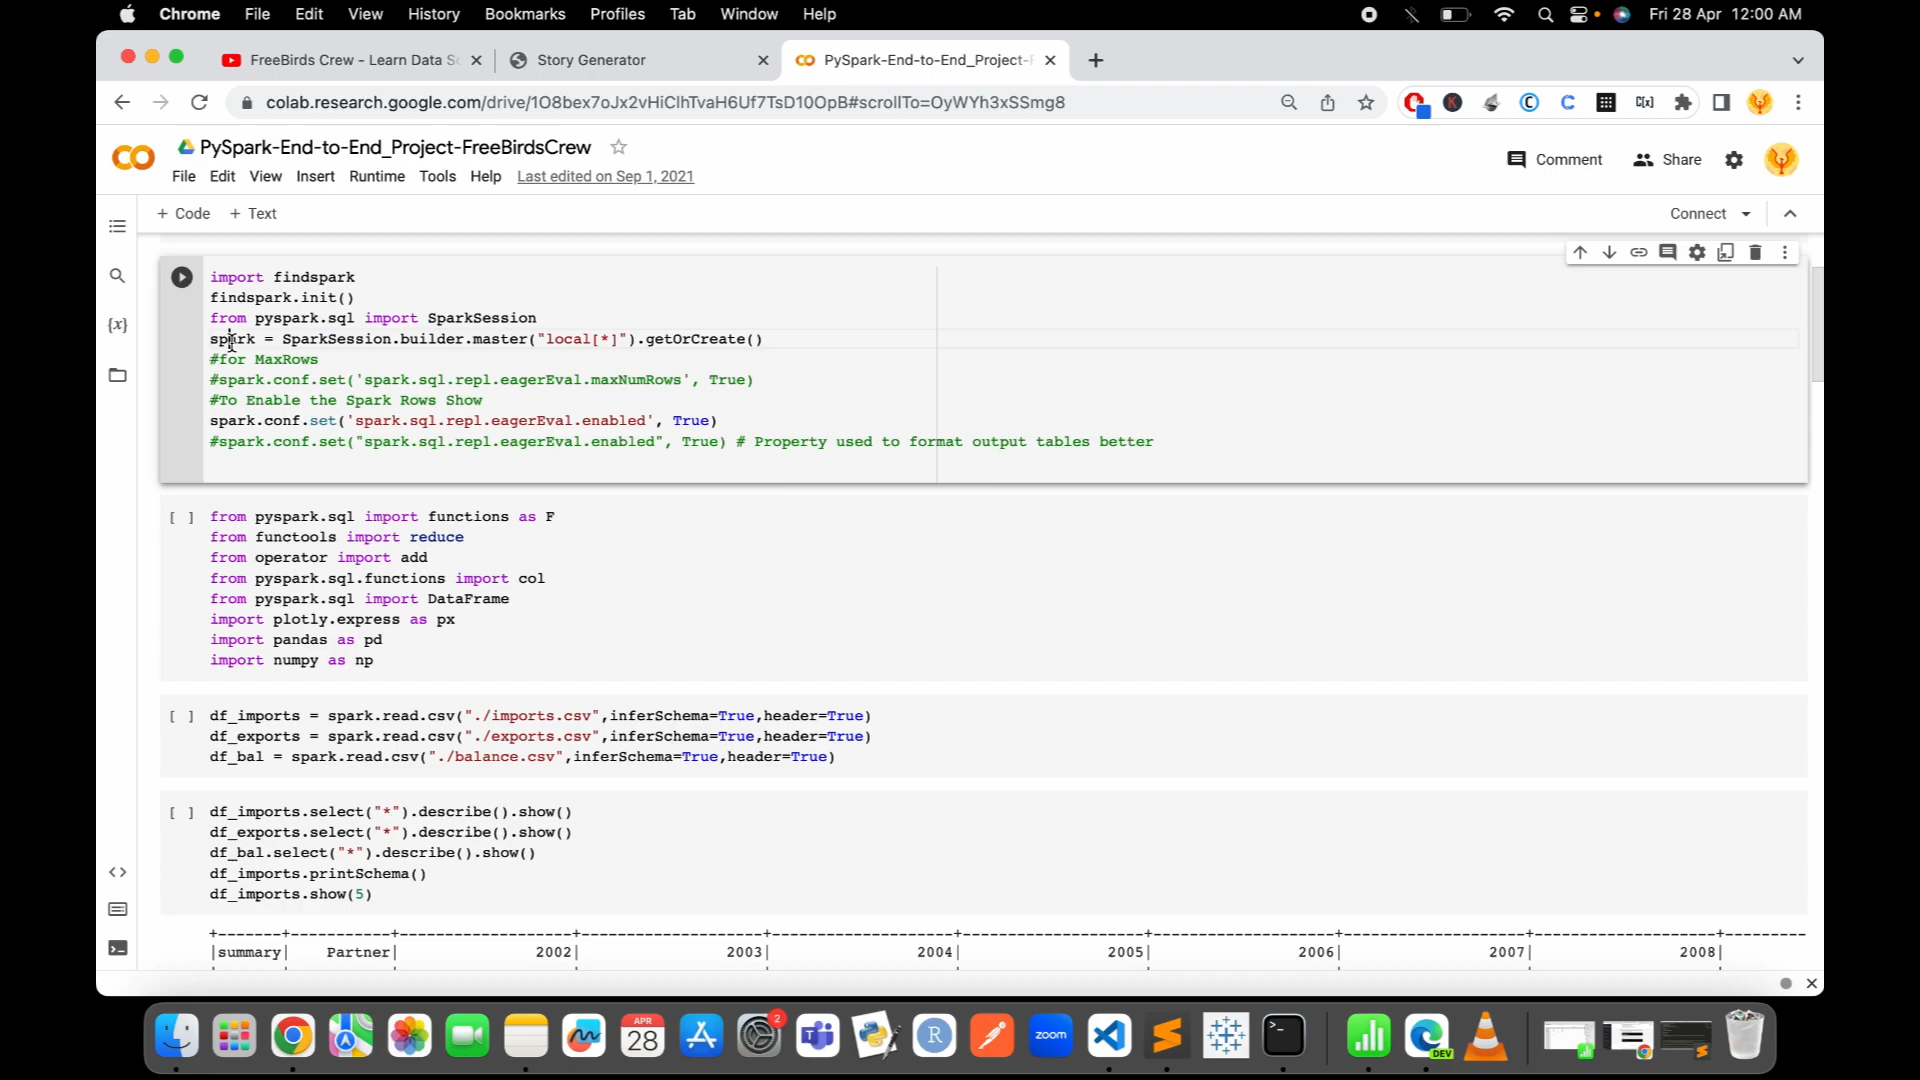 Chrome File Edit View History Bookmarks Profiles Tab Window Help Fri 28 Apr 12:00 AM
FreeBirds Crew - Learn Data Sc Story Generator PySpark-End-to-End_Project-F
colab.research.google.com/drive/1O8bex7oJx2vHiClhTvaH6Uf7TsD10OpB#scrollTo=OyWYh3xSSmg8
PySpark-End-to-End_Project-FreeBirdsCrew
Comment Share
File Edit View Insert Runtime Tools Help Last edited on Sep 1, 2021
+ Code + Text Connect
import findspark
findspark.init()
from pyspark.sql import SparkSession
spark = SparkSession.builder.master("local[*]").getOrCreate()
#for MaxRows
#spark.conf.set('spark.sql.repl.eagerEval.maxNumRows', True)
#To Enable the Spark Rows Show
spark.conf.set('spark.sql.repl.eagerEval.enabled', True)
#spark.conf.set("spark.sql.repl.eagerEval.enabled", True) # Property used to format output tables better
[ ] from pyspark.sql import functions as F
from functools import reduce
from operator import add
from pyspark.sql.functions import col
from pyspark.sql import DataFrame
import plotly.express as px
import pandas as pd
import numpy as np
[ ] df_imports = spark.read.csv("./imports.csv",inferSchema=True,header=True)
df_exports = spark.read.csv("./exports.csv",inferSchema=True,header=True)
df_bal = spark.read.csv("./balance.csv",inferSchema=True,header=True)
[ ] df_imports.select("*").describe().show()
df_exports.select("*").describe().show()
df_bal.select("*").describe().show()
df_imports.printSchema()
df_imports.show(5)
|summary| Partner| 2002| 2003| 2004| 2005| 2006| 2007| 2008|
APR
28
2
R
zoom
DEV